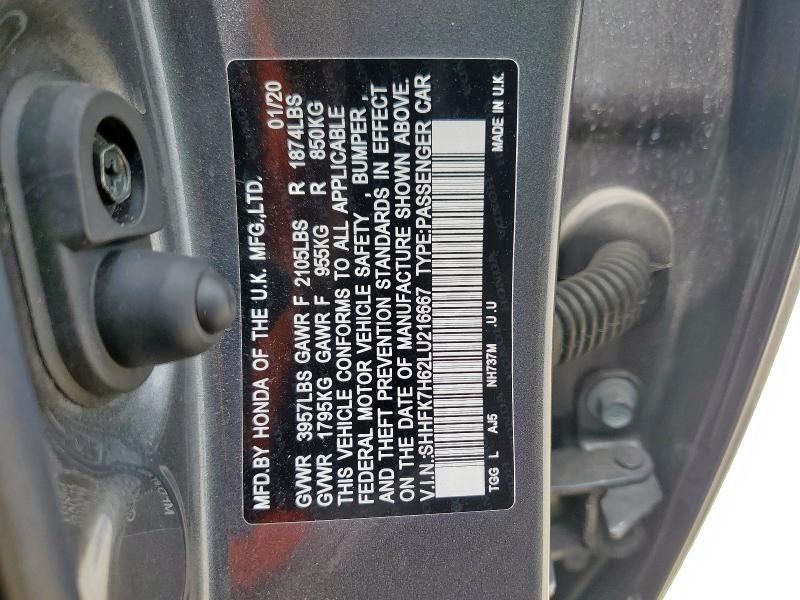 MFD.BY HONDA OF THE U.K. MFG.,LTD. 01/20
GVWR 3957LBS GAWR F 2105LBS R 1874LBS
GVWR 1795KG GAWR F 955KG R 850KG
THIS VEHICLE CONFORMS TO ALL APPLICABLE
FEDERAL MOTOR VEHICLE SAFETY , BUMPER ,
AND THEFT PREVENTION STANDARDS IN EFFECT
ON THE DATE OF MANUFACTURE SHOWN ABOVE.
V.I.N.:SHHFK7H62LU216667 TYPE:PASSENGER CAR
TGG L AJ5 NH737M .U.U MADE IN U.K.